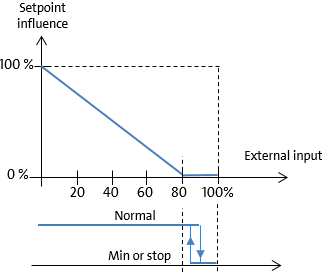 Setpoint
influence
100 %
0 %
External input
20 40 60 80 100%
Normal
Min or stop